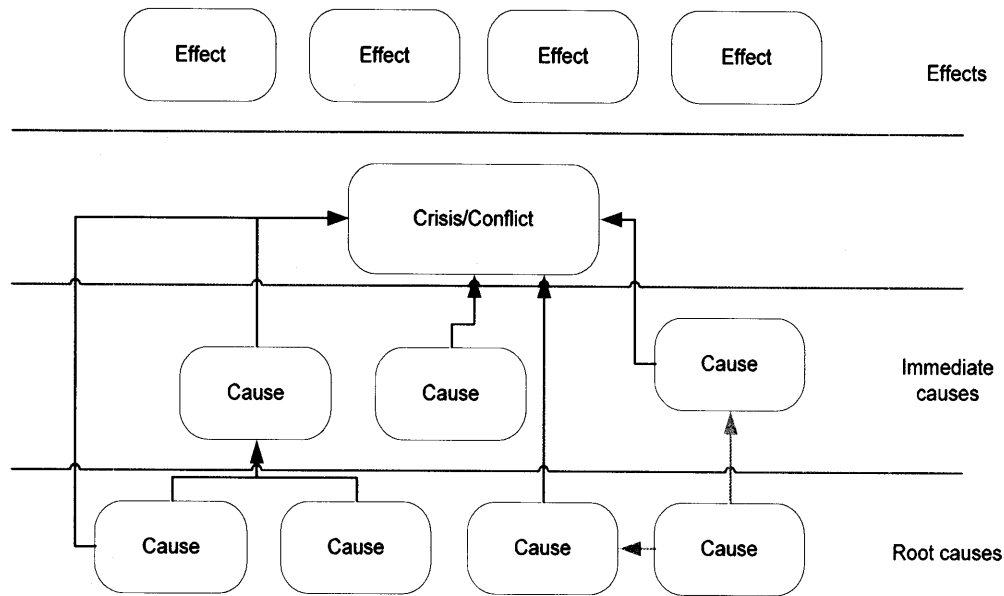 Effect
Effect
Effect
Effect
Effects
Crisis/Conflict
Cause
Cause
Cause
Immediate
causes
Cause
Cause
Cause
Cause
Root causes